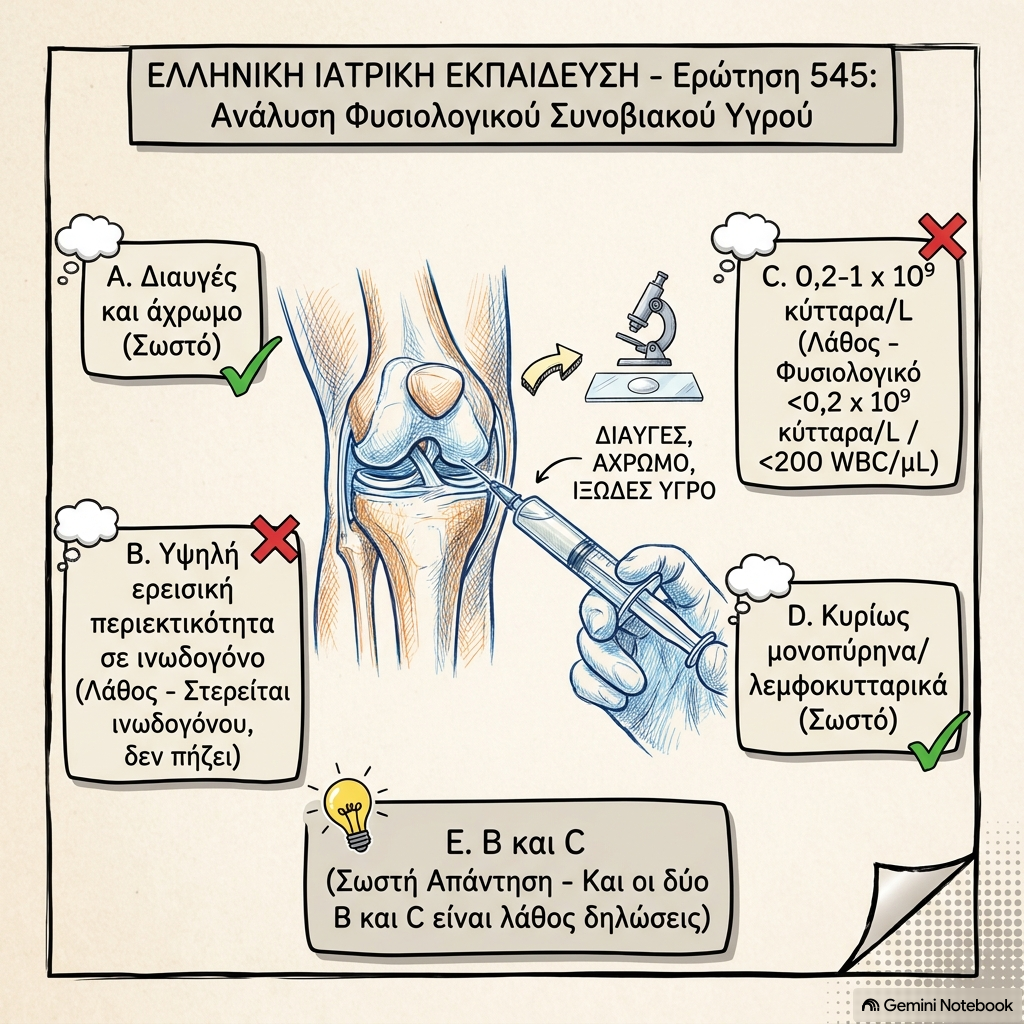 ΕΛΛΗΝΙΚΗ ΙΑΤΡΙΚΗ ΕΚΠΑΙΔΕΥΣΗ - Ερώτηση 545:
Ανάλυση Φυσιολογικού Συνοβιακού Υγρού
A. Διαυγές
και άχρωμο
(Σωστό)
B. Υψηλή
ερεισική
περιεκτικότητα
σε ινωδογόνο
(Λάθος - Στερείται
ινωδογόνου,
δεν πήζει)
ΔΙΑΥΓΕΣ,
ΑΧΡΩΜΟ,
ΙΞΩΔΕΣ ΥΓΡΟ
C. 0,2-1 x 10⁹
κύτταρα/L
(Λάθος -
Φυσιολογικό
<0,2 x 10⁹
κύτταρα/L /
<200 WBC/μL)
D. Κυρίως
μονοπύρηνα/
λεμφοκυτταρικά
(Σωστό)
E. B και C
(Σωστή Απάντηση - Και οι δύο
B και C είναι λάθος δηλώσεις)
Gemini Notebook